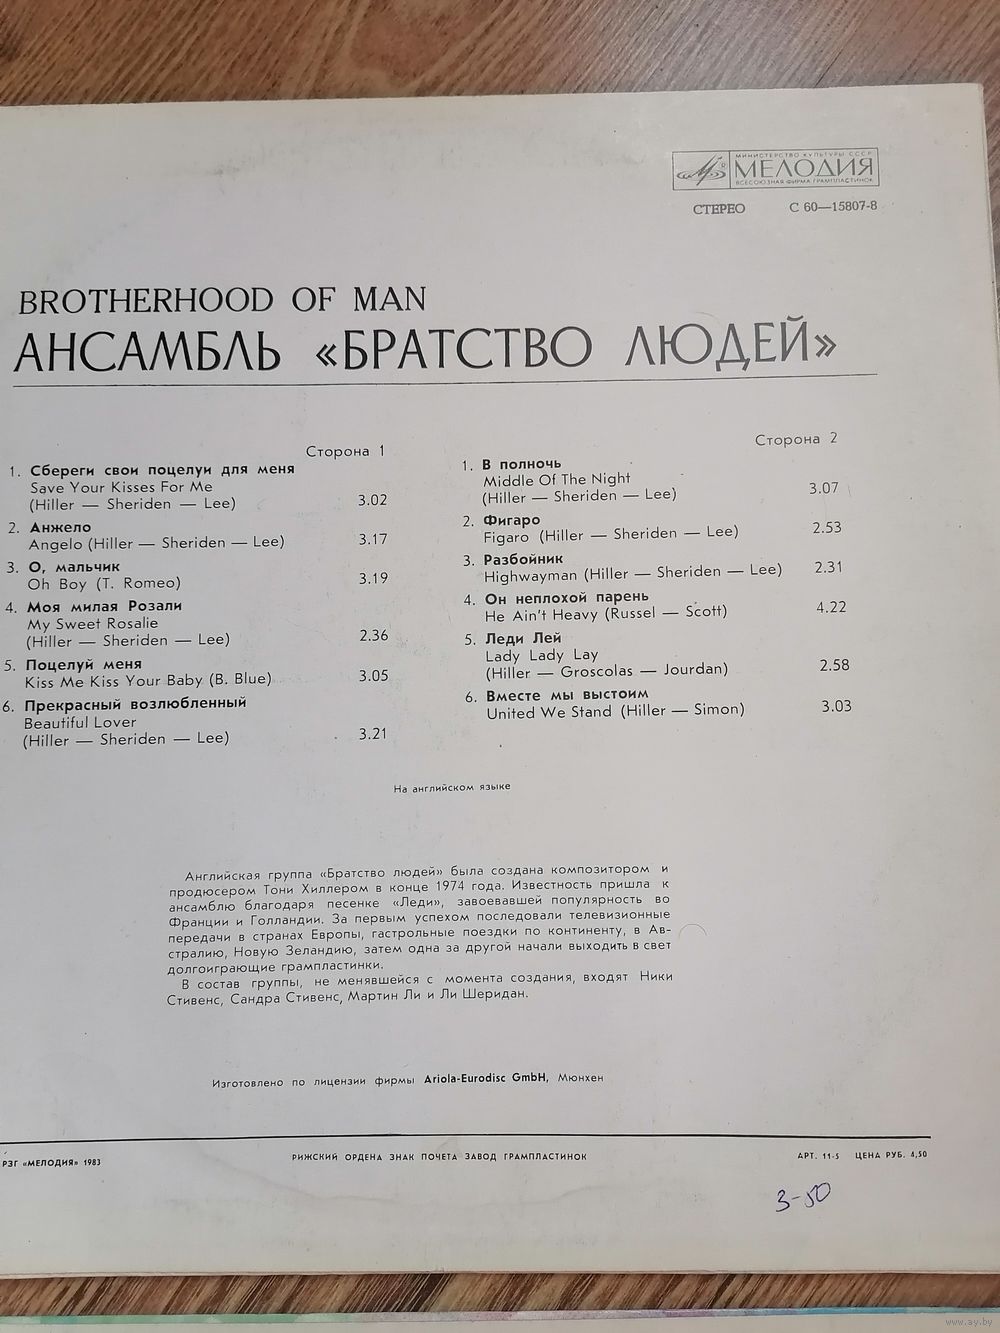 МИНИСТЕРСТВО КУЛЬТУРЫ СССР
МЕЛОДИЯ
ВСЕСОЮЗНАЯ ФИРМА ГРАМПЛАСТИНОК
СТЕРЕО С 60—15807-8
BROTHERHOOD OF MAN
АНСАМБЛЬ «БРАТСТВО ЛЮДЕЙ»
Сторона 1
1. Сбереги свои поцелуи для меня
Save Your Kisses For Me
(Hiller — Sheriden — Lee) 3.02
2. Анжело
Angelo (Hiller — Sheriden — Lee) 3.17
3. О, мальчик
Oh Boy (T. Romeo) 3.19
4. Моя милая Розали
My Sweet Rosalie
(Hiller — Sheriden — Lee) 2.36
5. Поцелуй меня
Kiss Me Kiss Your Baby (B. Blue) 3.05
6. Прекрасный возлюбленный
Beautiful Lover
(Hiller — Sheriden — Lee) 3.21
Сторона 2
1. В полночь
Middle Of The Night
(Hiller — Sheriden — Lee) 3.07
2. Фигаро
Figaro (Hiller — Sheriden — Lee) 2.53
3. Разбойник
Highwayman (Hiller — Sheriden — Lee) 2.31
4. Он неплохой парень
He Ain't Heavy (Russel — Scott) 4.22
5. Леди Лей
Lady Lady Lay
(Hiller — Groscolas — Jourdan) 2.58
6. Вместе мы выстоим
United We Stand (Hiller — Simon) 3.03
На английском языке
Английская группа «Братство людей» была создана композитором и
продюсером Тони Хиллером в конце 1974 года. Известность пришла к
ансамблю благодаря песенке «Леди», завоевавшей популярность во
Франции и Голландии. За первым успехом последовали телевизионные
передачи в странах Европы, гастрольные поездки по континенту, в Ав-
стралию, Новую Зеландию, затем одна за другой начали выходить в свет
долгоиграющие грампластинки.
В состав группы, не менявшейся с момента создания, входят Ники
Стивенс, Сандра Стивенс, Мартин Ли и Ли Шеридан.
Изготовлено по лицензии фирмы Ariola-Eurodisc GmbH, Мюнхен
РЗГ «МЕЛОДИЯ» 1983 РИЖСКИЙ ОРДЕНА ЗНАК ПОЧЕТА ЗАВОД ГРАМПЛАСТИНОК АРТ. 11-5 ЦЕНА РУБ. 4,50
3-50
www.ay.by